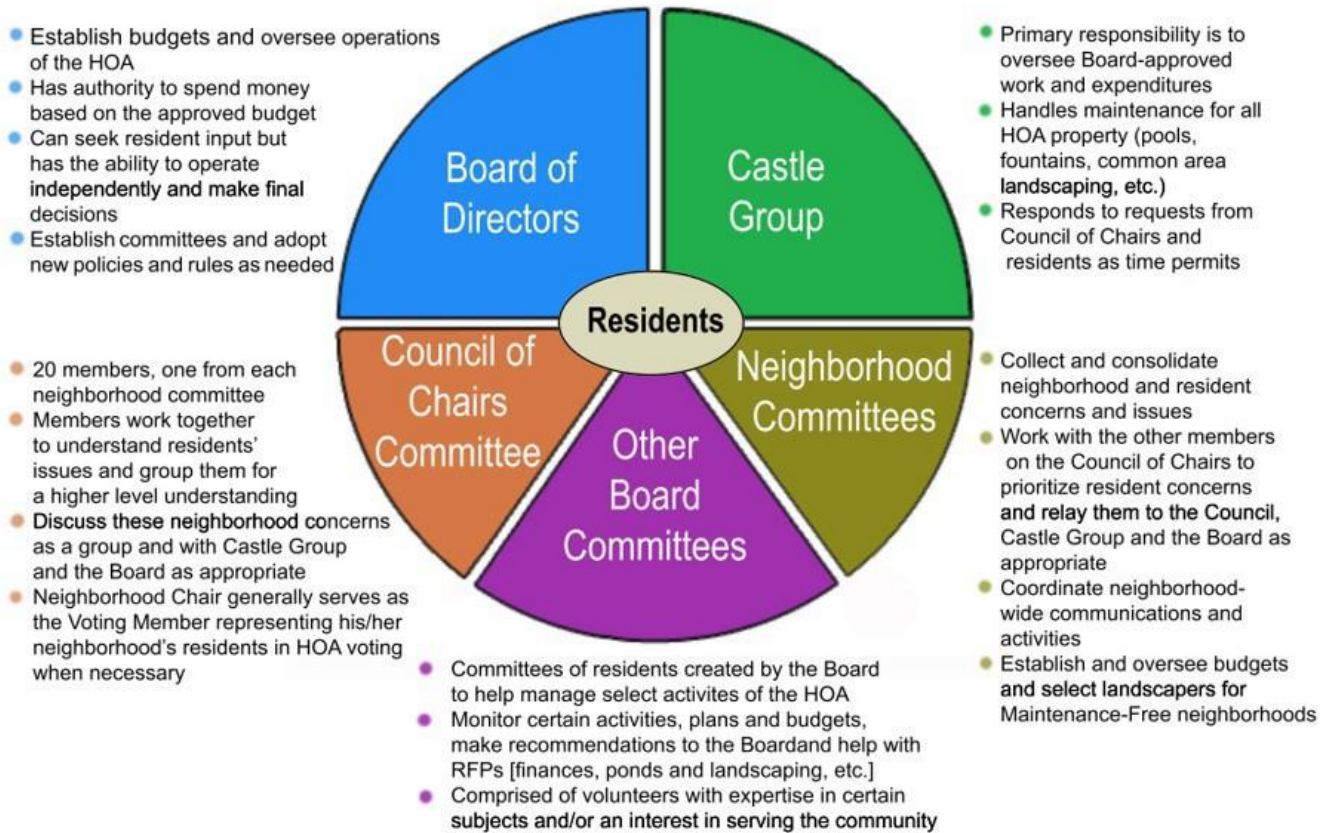 Establish budgets and oversee operations
of the HOA
Has authority to spend money
based on the approved budget
Can seek resident input but
has the ability to operate
independently and make final
decisions
Establish committees and adopt
new policies and rules as needed
Board of
Directors
Castle
Group
Primary responsibility is to
oversee Board-approved
work and expenditures
Handles maintenance for all
HOA property (pools,
fountains, common area
landscaping, etc.)
Responds to requests from
Council of Chairs and
residents as time permits
Residents
20 members, one from each
neighborhood committee
Members work together
to understand residents'
issues and group them for
a higher level understanding
Discuss these neighborhood concerns
as a group and with Castle Group
and the Board as appropriate
Neighborhood Chair generally serves as
the Voting Member representing his/her
neighborhood's residents in HOA voting
when necessary
Council of
Chairs
Committee
Other
Board
Committees
Neighborhood
Committees
Collect and consolidate
neighborhood and resident
concerns and issues
Work with the other members
on the Council of Chairs to
prioritize resident concerns
and relay them to the Council,
Castle Group and the Board as
appropriate
Coordinate neighborhood-
wide communications and
activities
Establish and oversee budgets
and select landscapers for
Maintenance-Free neighborhoods
Committees of residents created by the Board
to help manage select activites of the HOA
Monitor certain activities, plans and budgets,
make recommendations to the Boardand help with
RFPs [finances, ponds and landscaping, etc.]
Comprised of volunteers with expertise in certain
subjects and/or an interest in serving the community